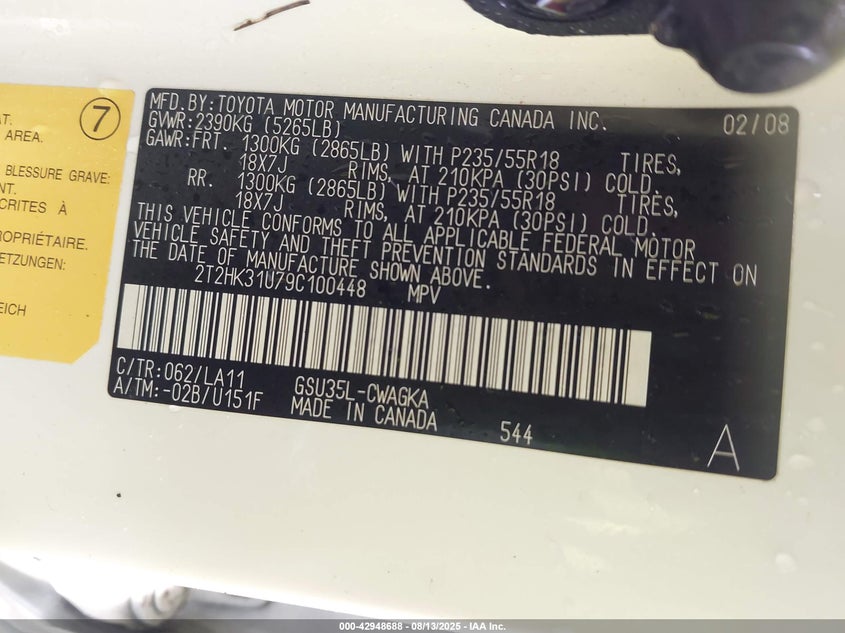 7
AT.
AREA.
BLESSURE GRAVE:
NT.
SCRITES À
PROPRIÉTAIRE.
ETZUNGEN:
EICH
MFD.BY:TOYOTA MOTOR MANUFACTURING CANADA INC. 02/08
GVWR:2390KG (5265LB)
GAWR:FRT. 1300KG (2865LB) WITH P235/55R18 TIRES,
18X7J RIMS, AT 210KPA (30PSI) COLD.
RR. 1300KG (2865LB) WITH P235/55R18 TIRES,
18X7J RIMS, AT 210KPA (30PSI) COLD.
THIS VEHICLE CONFORMS TO ALL APPLICABLE FEDERAL MOTOR
VEHICLE SAFETY AND THEFT PREVENTION STANDARDS IN EFFECT ON
THE DATE OF MANUFACTURE SHOWN ABOVE.
2T2HK31U79C100448 MPV
C/TR:062/LA11 GSU35L-CWAGKA
A/TM:-02B/U151F MADE IN CANADA 544
A
000-42948688 - 08/13/2025 - IAA Inc.